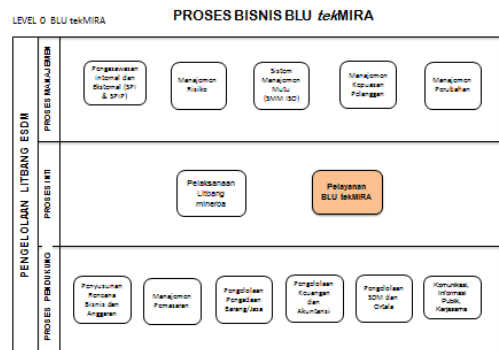 LEVEL 0 BLU tekMIRA
PROSES BISNIS BLU tekMIRA
PENGELOLAAN LITBANG ESDM
PROSES MANAJEMEN
Pengawasan
Internal dan
Eksternal (SPI
& SPIP)
Manajemen
Risiko
Sistem
Manajemen
Mutu
(SMM ISO)
Manajemen
Kepuasan
Pelanggan
Manajemen
Perubahan
PROSES INTI
Pelaksanaan
Litbang
minerba
Pelayanan
BLU tekMIRA
PROSES PENDUKUNG
Penyusunan
Rencana
Bisnis dan
Anggaran
Manajemen
Pemasaran
Pengelolaan
Pengadaan
Barang/Jasa
Pengelolaan
Keuangan
dan
Akuntansi
Pengelolaan
SDM dan
Ortala
Komunikasi,
Informasi
Publik,
Kerjasama